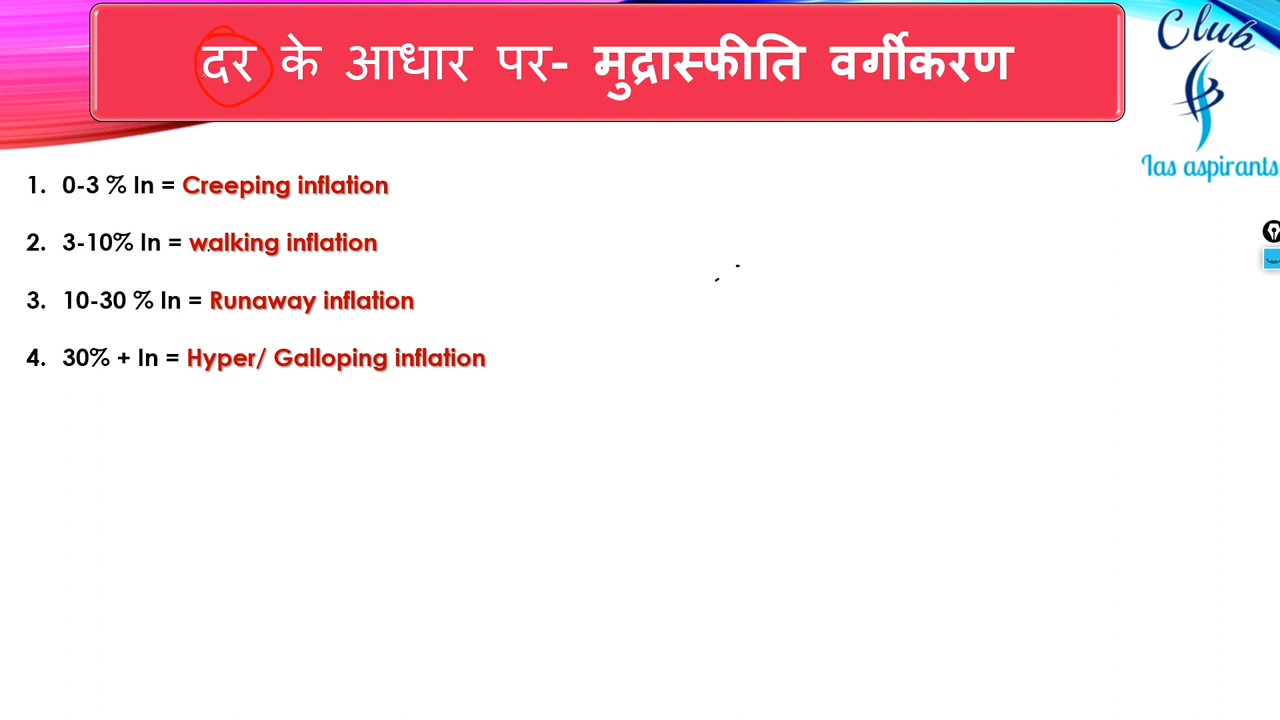 दर के आधार पर- मुद्रास्फीति वर्गीकरण
Club
Ias aspirants
1. 0-3 % In = Creeping inflation
2. 3-10% In = walking inflation
3. 10-30 % In = Runaway inflation
4. 30% + In = Hyper/ Galloping inflation